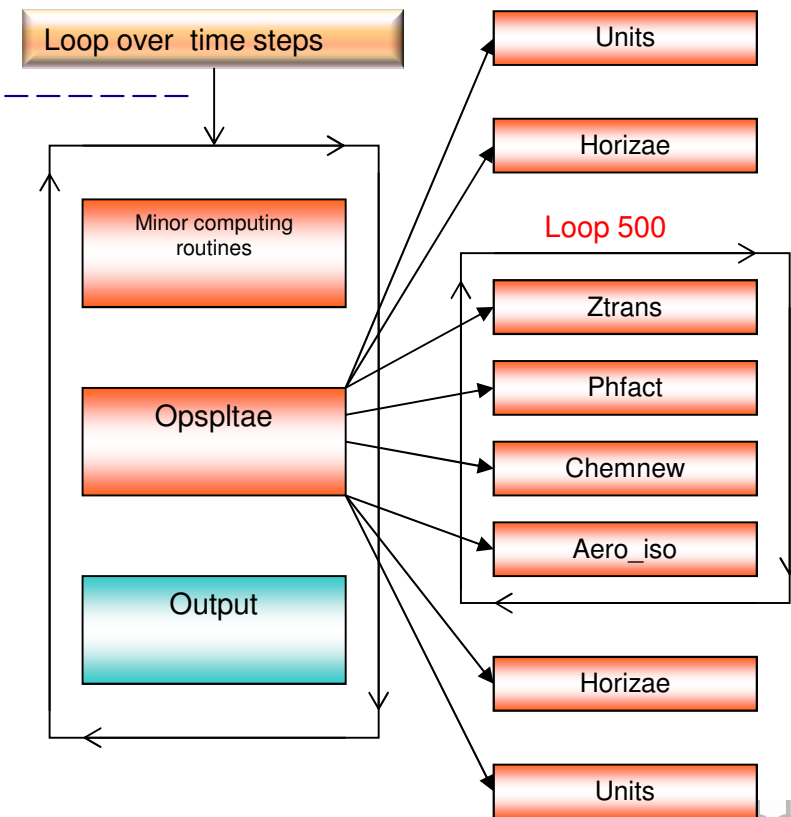 Loop over time steps
Minor computing
routines
Opspltae
Output
Units
Horizae
Loop 500
Ztrans
Phfact
Chemnew
Aero_iso
Horizae
Units